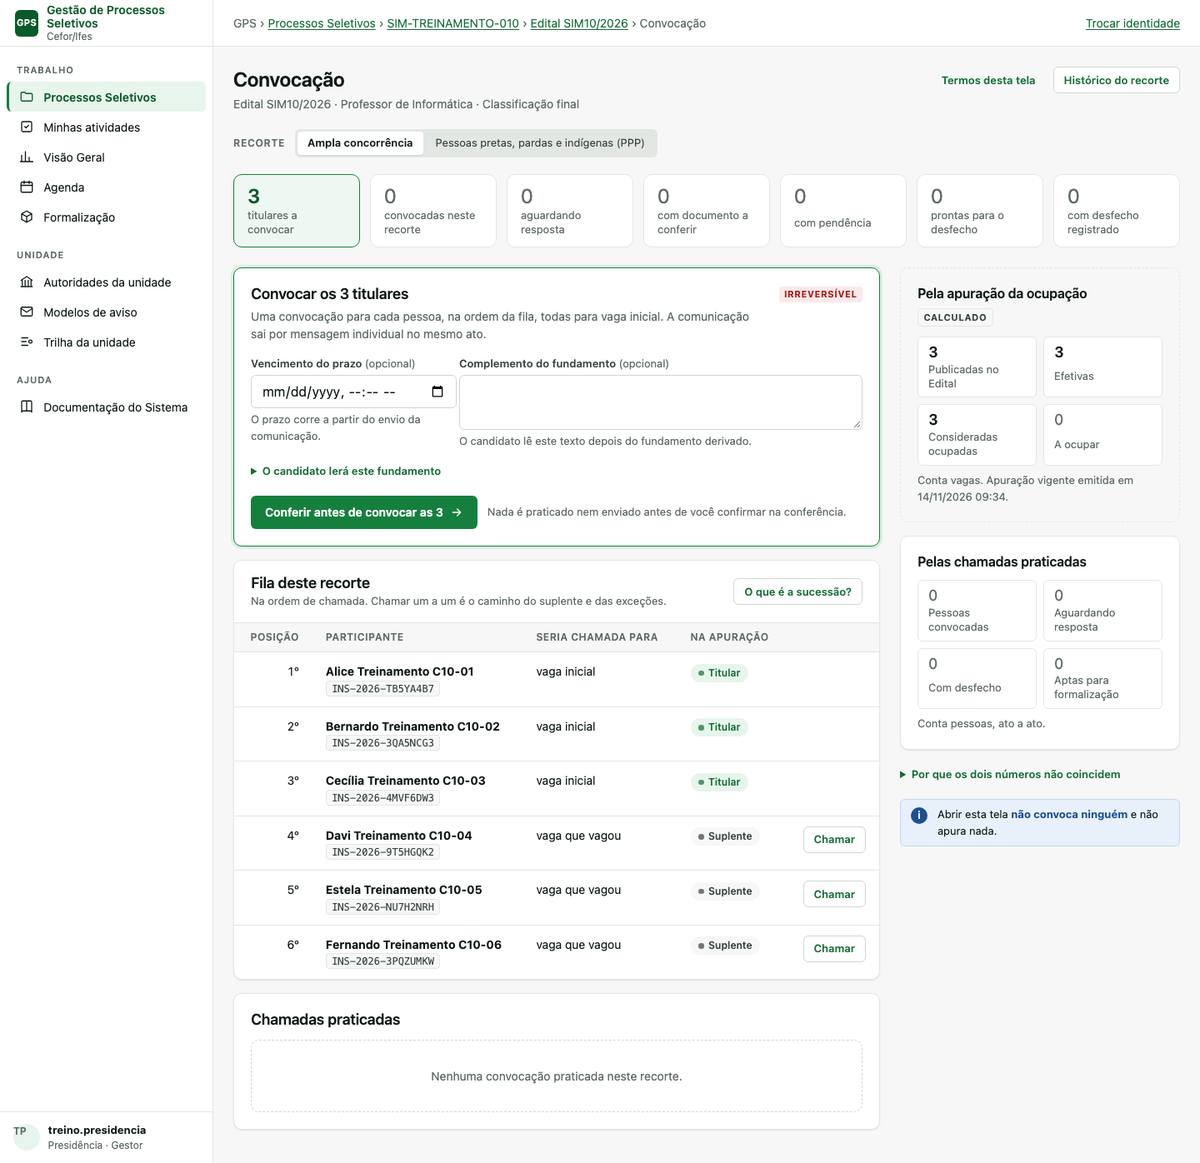 GPS
Gestão de Processos
Seletivos
Cefor/Ifes
GPS › Processos Seletivos › SIM-TREINAMENTO-010 › Edital SIM10/2026 › Convocação
Trocar identidade
TRABALHO
Processos Seletivos
Minhas atividades
Visão Geral
Agenda
Formalização
UNIDADE
Autoridades da unidade
Modelos de aviso
Trilha da unidade
AJUDA
Documentação do Sistema
TP
treino.presidencia
Presidência · Gestor
Convocação
Termos desta tela
Histórico do recorte
Edital SIM10/2026 · Professor de Informática · Classificação final
RECORTE
Ampla concorrência
Pessoas pretas, pardas e indígenas (PPP)
3
titulares a
convocar
0
convocadas neste
recorte
0
aguardando
resposta
0
com documento a
conferir
0
com pendência
0
prontas para o
desfecho
0
com desfecho
registrado
Convocar os 3 titulares
IRREVERSÍVEL
Uma convocação para cada pessoa, na ordem da fila, todas para vaga inicial. A comunicação
sai por mensagem individual no mesmo ato.
Vencimento do prazo (opcional)
mm/dd/yyyy, --:-- --
O prazo corre a partir do envio da
comunicação.
Complemento do fundamento (opcional)
O candidato lê este texto depois do fundamento derivado.
O candidato lerá este fundamento
Conferir antes de convocar as 3 →
Nada é praticado nem enviado antes de você confirmar na conferência.
Fila deste recorte
Na ordem de chamada. Chamar um a um é o caminho do suplente e das exceções.
O que é a sucessão?
POSIÇÃO PARTICIPANTE SERIA CHAMADA PARA NA APURAÇÃO
1º Alice Treinamento C10-01 vaga inicial Titular
INS-2026-TB5YA4B7
2º Bernardo Treinamento C10-02 vaga inicial Titular
INS-2026-3QA5NCG3
3º Cecília Treinamento C10-03 vaga inicial Titular
INS-2026-4MVF6DW3
4º Davi Treinamento C10-04 vaga que vagou Suplente Chamar
INS-2026-9T5HGQK2
5º Estela Treinamento C10-05 vaga que vagou Suplente Chamar
INS-2026-NU7H2NRH
6º Fernando Treinamento C10-06 vaga que vagou Suplente Chamar
INS-2026-3PQZUMKW
Chamadas praticadas
Nenhuma convocação praticada neste recorte.
Pela apuração da ocupação
CALCULADO
3
Publicadas no
Edital
3
Efetivas
3
Consideradas
ocupadas
0
A ocupar
Conta vagas. Apuração vigente emitida em
14/11/2026 09:34.
Pelas chamadas praticadas
0
Pessoas
convocadas
0
Aguardando
resposta
0
Com desfecho
0
Aptas para
formalização
Conta pessoas, ato a ato.
Por que os dois números não coincidem
i
Abrir esta tela não convoca ninguém e não
apura nada.